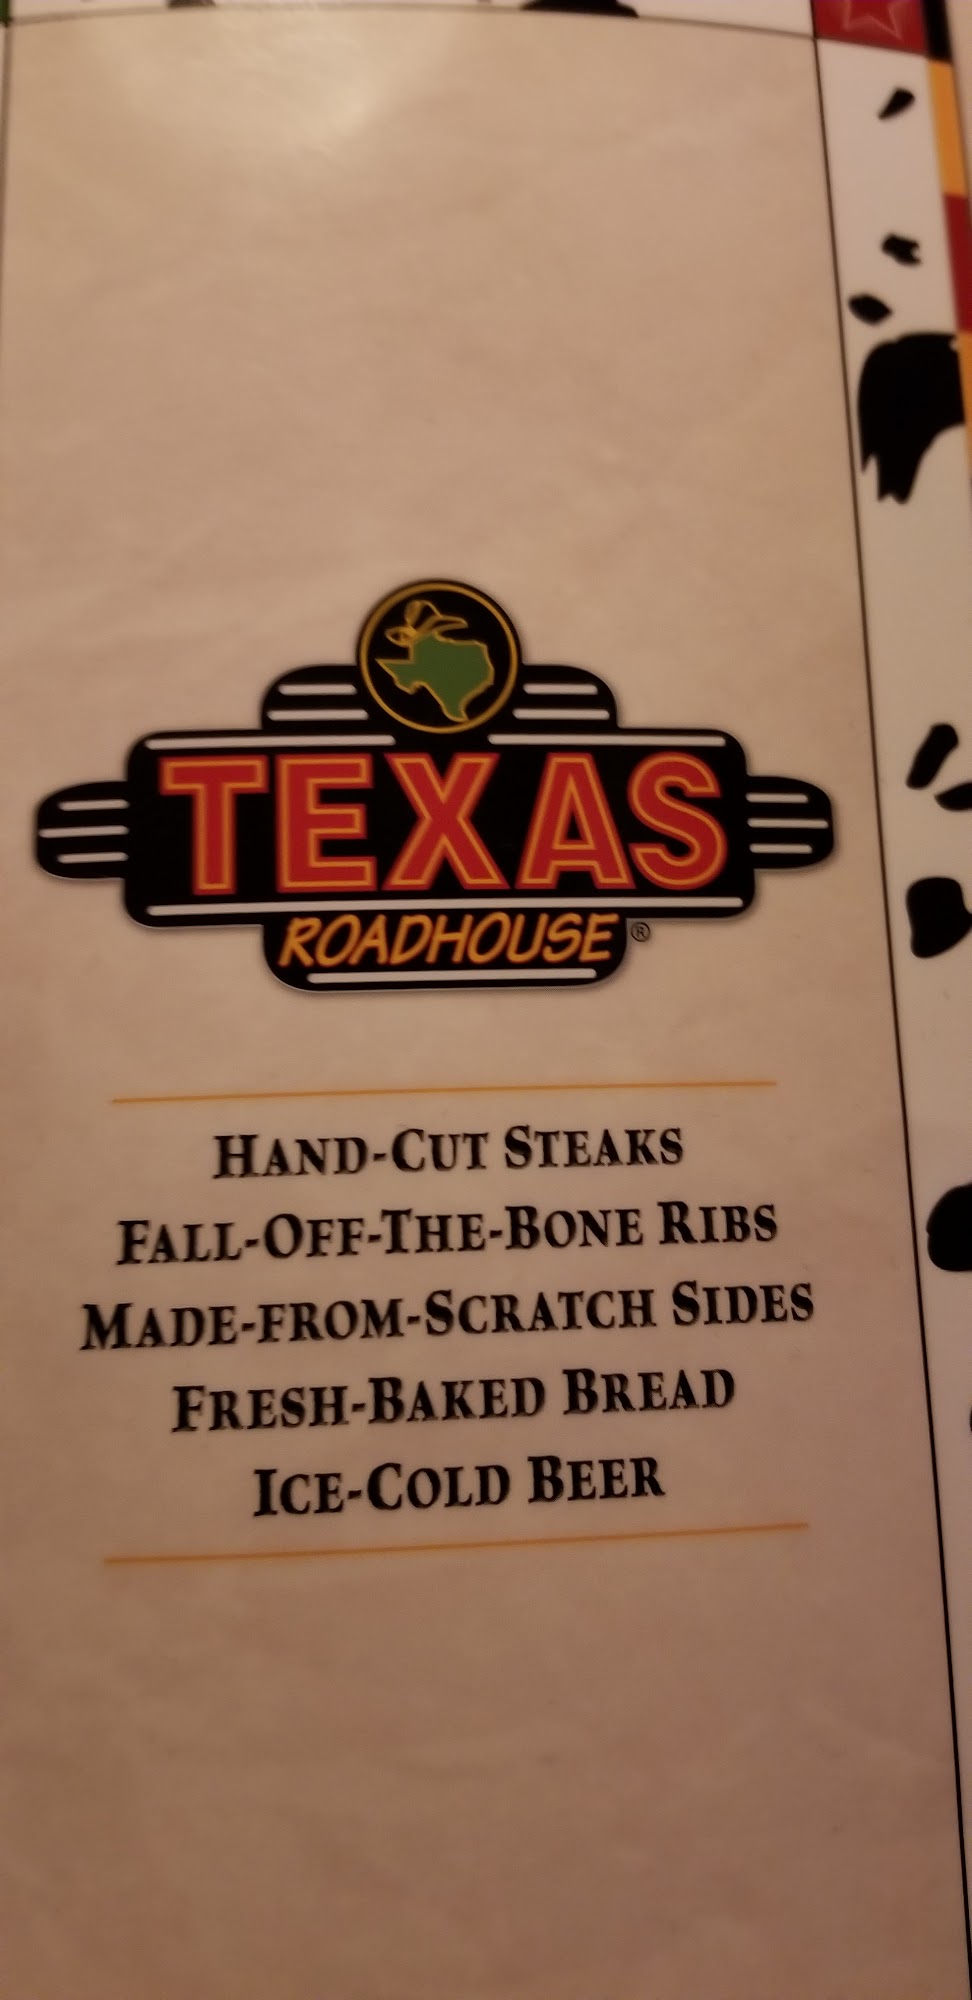 TEXAS
ROADHOUSE®
HAND-CUT STEAKS
FALL-OFF-THE-BONE RIBS
MADE-FROM-SCRATCH SIDES
FRESH-BAKED BREAD
ICE-COLD BEER